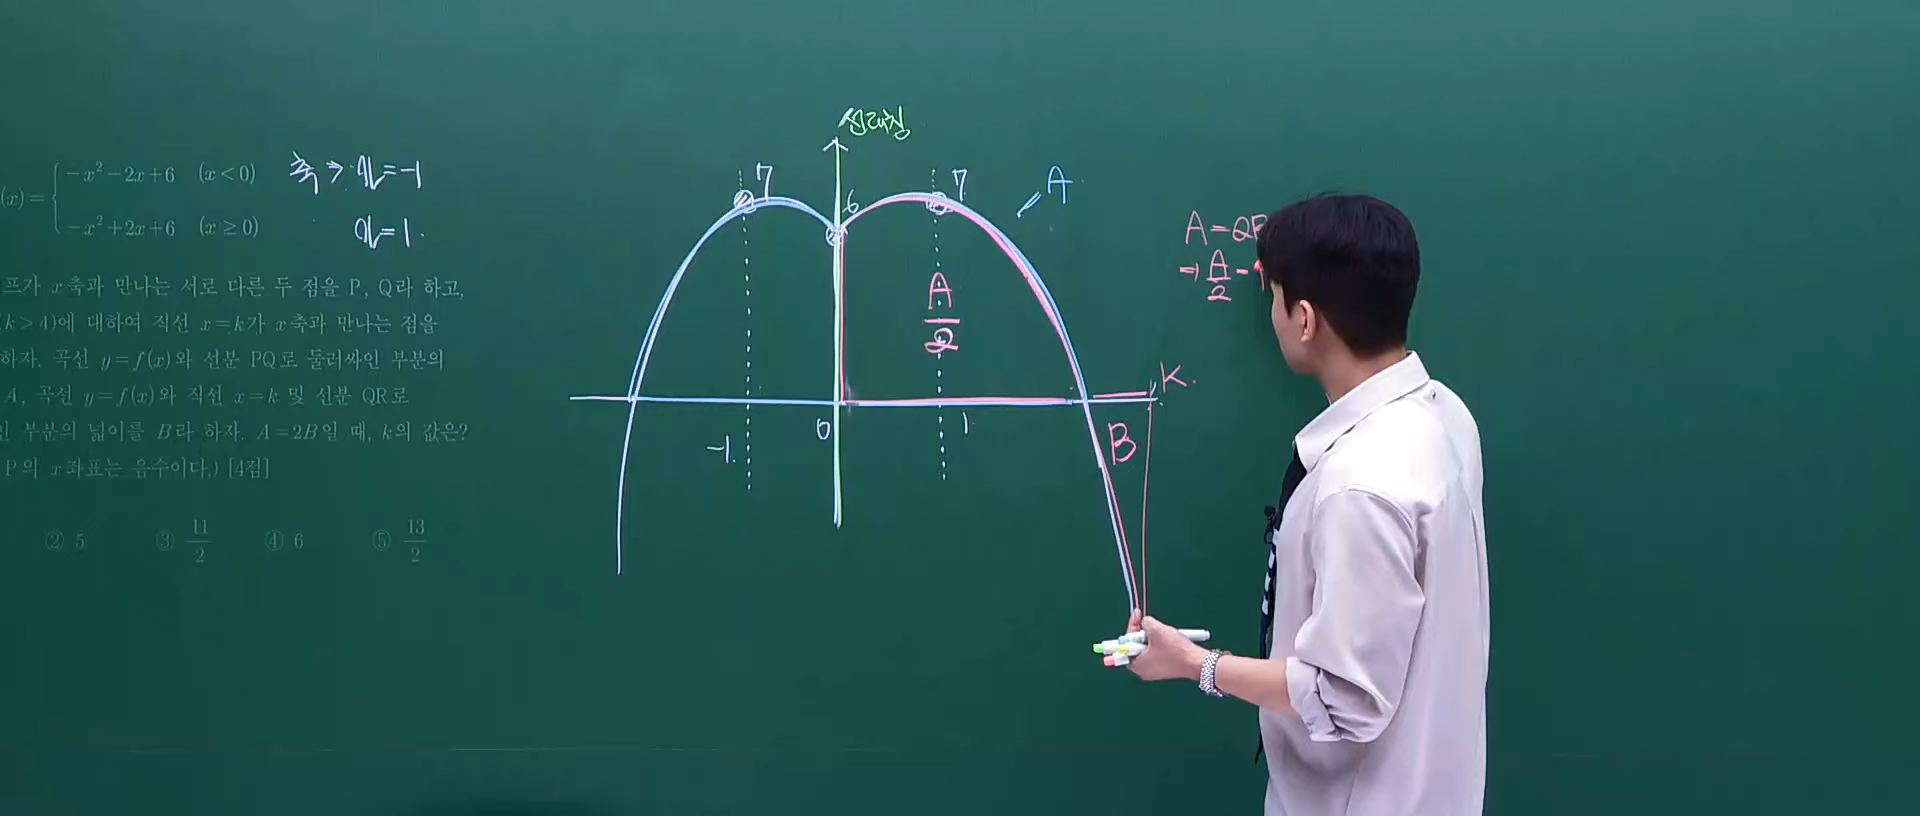 선대칭
(x)= { -x²-2x+6 (x<0)
-x²+2x+6 (x≥0)
축 → x=-1
x=1.
프가 x축과 만나는 서로 다른 두 점을 P, Q라 하고,
(k>4)에 대하여 직선 x=k가 x축과 만나는 점을
하자. 곡선 y=f(x)와 선분 PQ로 둘러싸인 부분의
A, 곡선 y=f(x)와 직선 x=k 및 선분 QR로
인 부분의 넓이를 B라 하자. A=2B일 때, k의 값은?
P의 x좌표는 음수이다.) [4점]
② 5 ③ 11/2 ④ 6 ⑤ 13/2
7
6
7
A
A/2
K.
B
-1.
0
1
A=2B
→ A/2 -